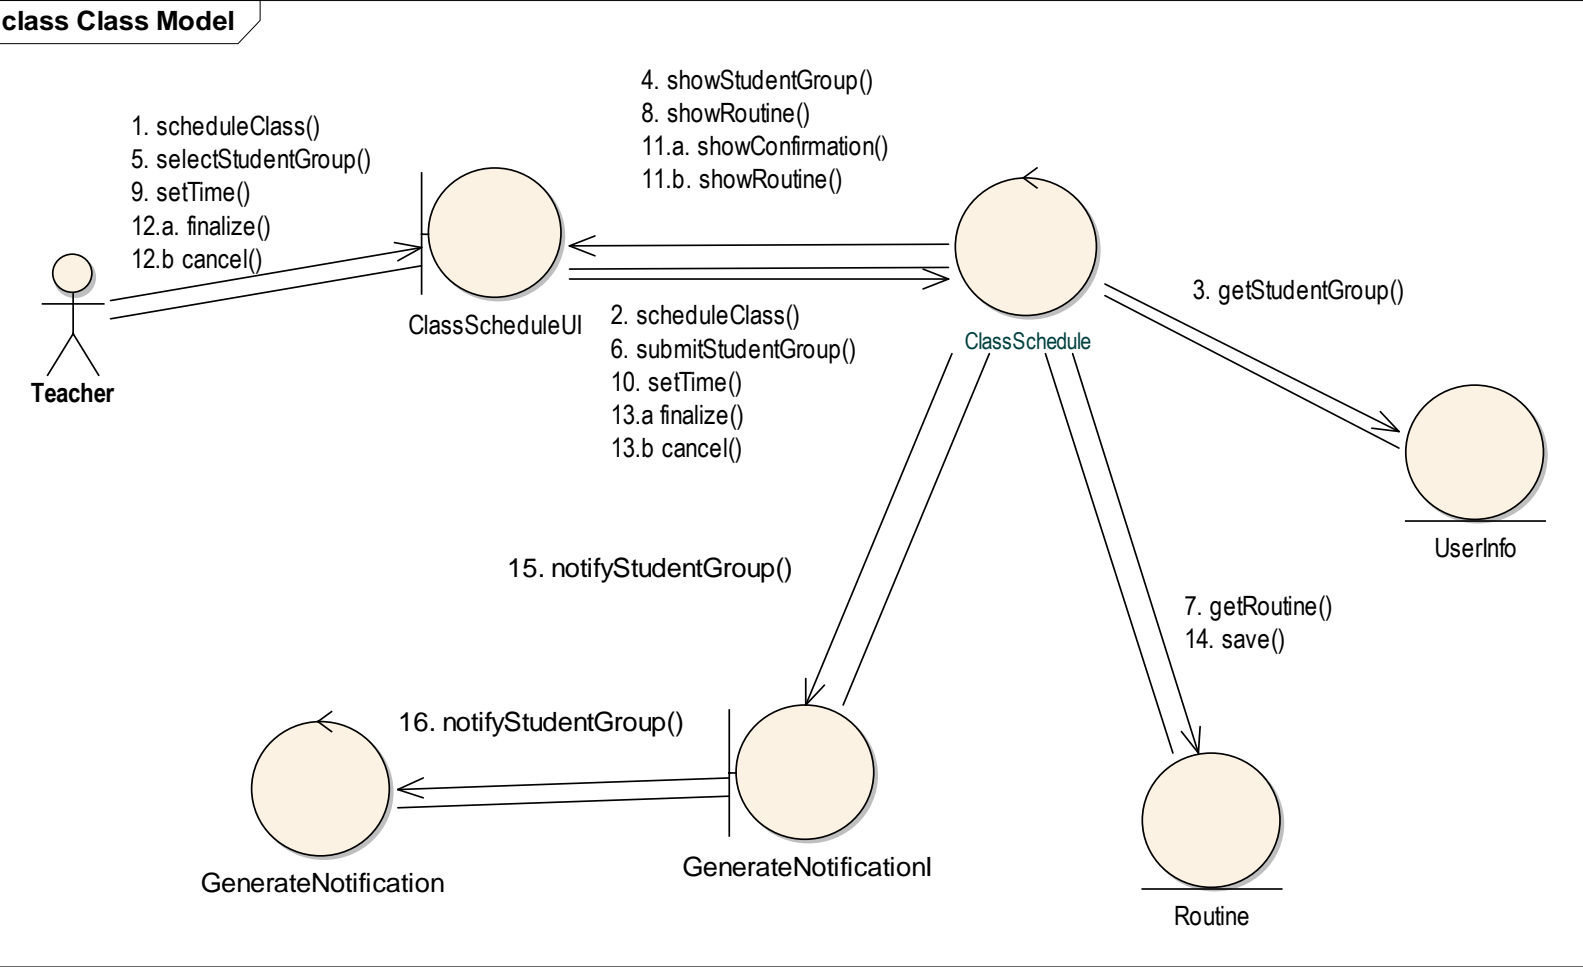 class Class Model
4. showStudentGroup()
8. showRoutine()
11.a. showConfirmation()
11.b. showRoutine()
1. scheduleClass()
5. selectStudentGroup()
9. setTime()
12.a. finalize()
12.b cancel()
Teacher
ClassScheduleUI
2. scheduleClass()
6. submitStudentGroup()
10. setTime()
13.a finalize()
13.b cancel()
ClassSchedule
3. getStudentGroup()
UserInfo
15. notifyStudentGroup()
7. getRoutine()
14. save()
16. notifyStudentGroup()
GenerateNotification
GenerateNotificationI
Routine